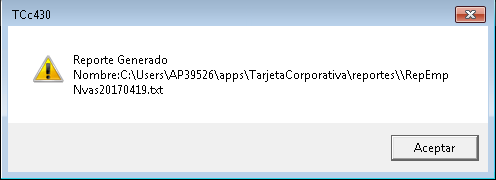 TCc430
Reporte Generado
Nombre:C:\Users\AP39526\apps\TarjetaCorporativa\reportes\\RepEmp
Nvas20170419.txt
Aceptar